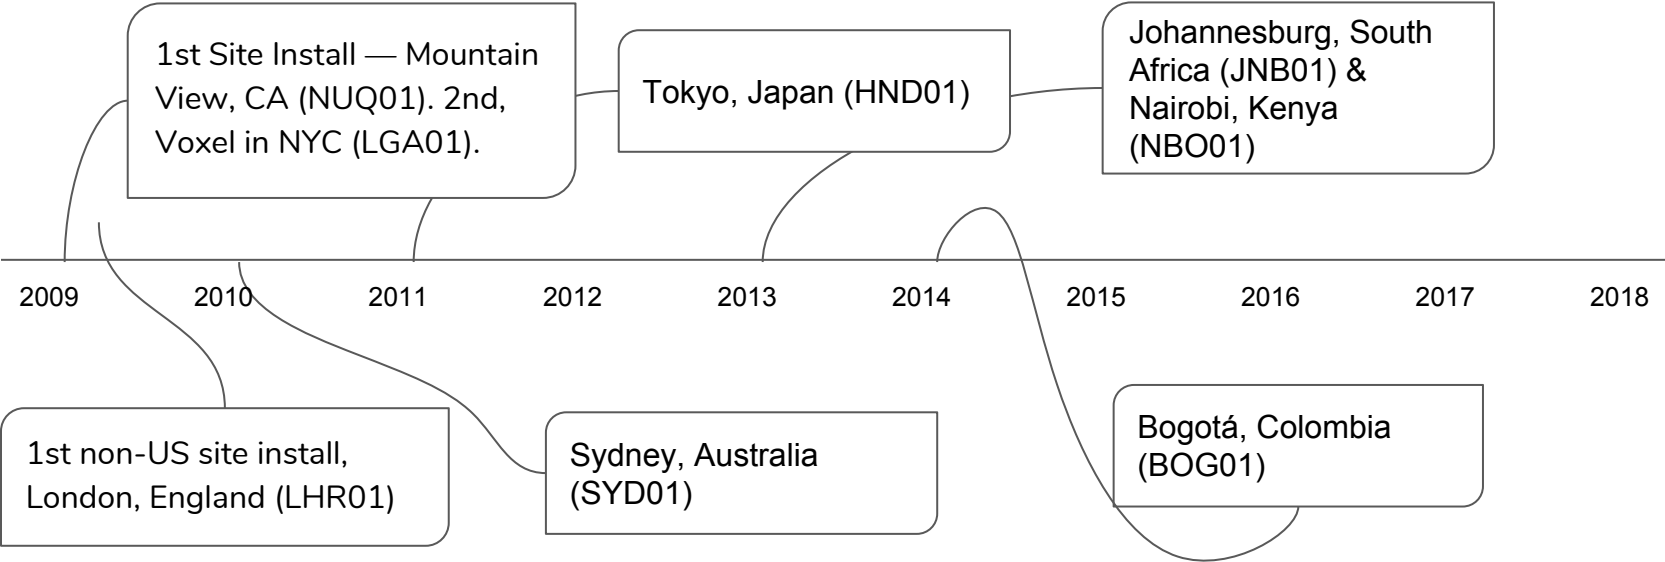 1st Site Install — Mountain
View, CA (NUQ01). 2nd,
Voxel in NYC (LGA01).
Tokyo, Japan (HND01)
Johannesburg, South
Africa (JNB01) &
Nairobi, Kenya
(NBO01)
2009 2010 2011 2012 2013 2014 2015 2016 2017 2018
1st non-US site install,
London, England (LHR01)
Sydney, Australia
(SYD01)
Bogotá, Colombia
(BOG01)